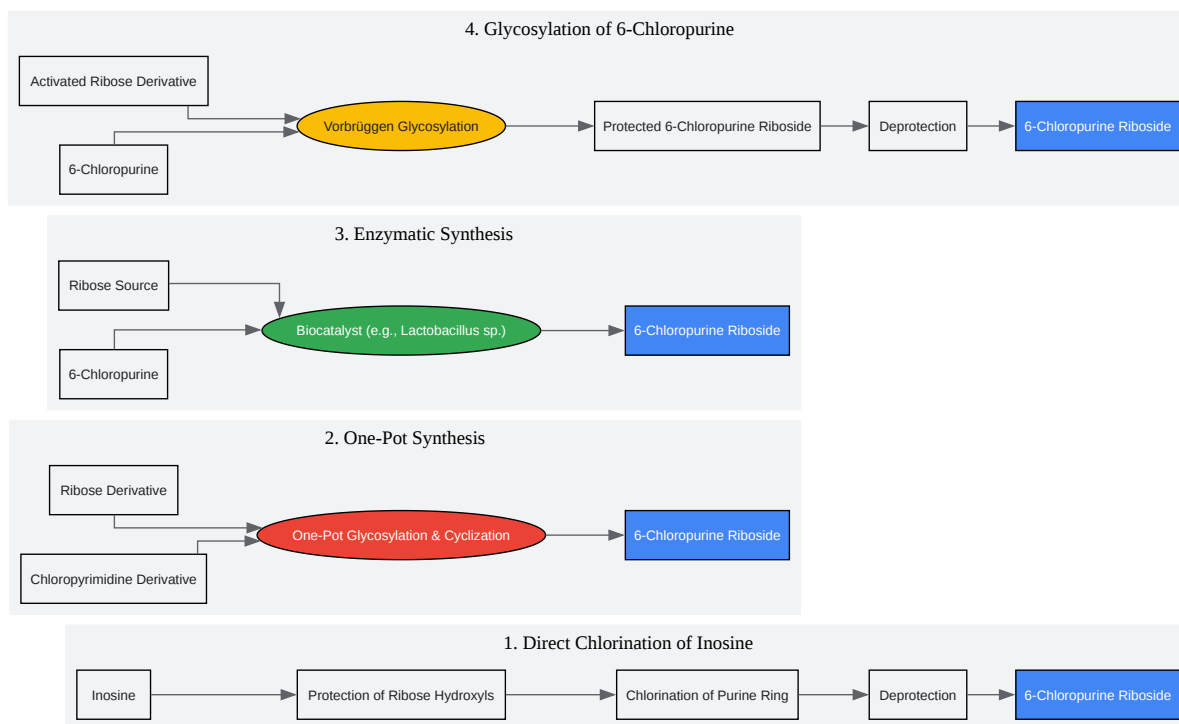 4. Glycosylation of 6-Chloropurine
Activated Ribose Derivative
6-Chloropurine
Vorbrüggen Glycosylation
Protected 6-Chloropurine Riboside
Deprotection
6-Chloropurine Riboside
3. Enzymatic Synthesis
Ribose Source
6-Chloropurine
Biocatalyst (e.g., Lactobacillus sp.)
6-Chloropurine Riboside
2. One-Pot Synthesis
Ribose Derivative
Chloropyrimidine Derivative
One-Pot Glycosylation & Cyclization
6-Chloropurine Riboside
1. Direct Chlorination of Inosine
Inosine
Protection of Ribose Hydroxyls
Chlorination of Purine Ring
Deprotection
6-Chloropurine Riboside